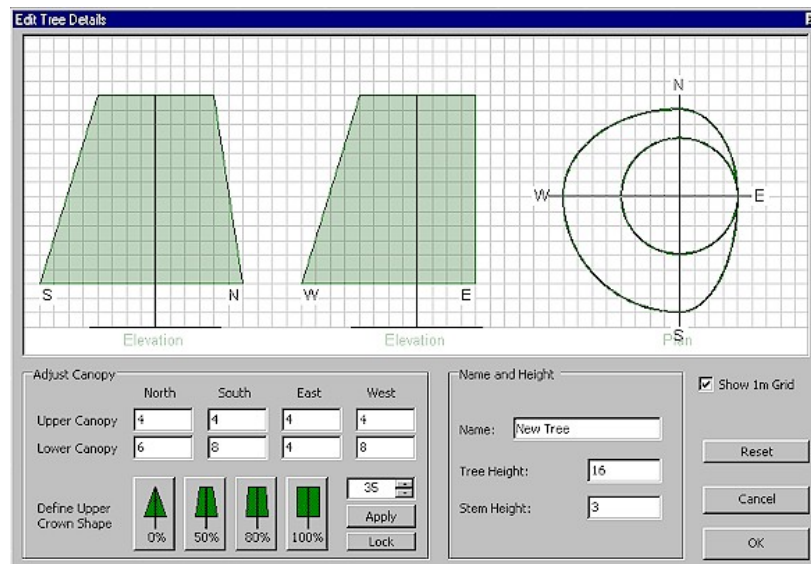 Edit Tree Details
N
W E
S N W E
S
Elevation Elevation Plan
Adjust Canopy
North South East West
Upper Canopy 4 4 4 4
Lower Canopy 6 8 4 8
Define Upper
Crown Shape
0% 50% 80% 100%
35
Apply
Lock
Name and Height
Name: New Tree
Tree Height: 16
Stem Height: 3
Show 1m Grid
Reset
Cancel
OK